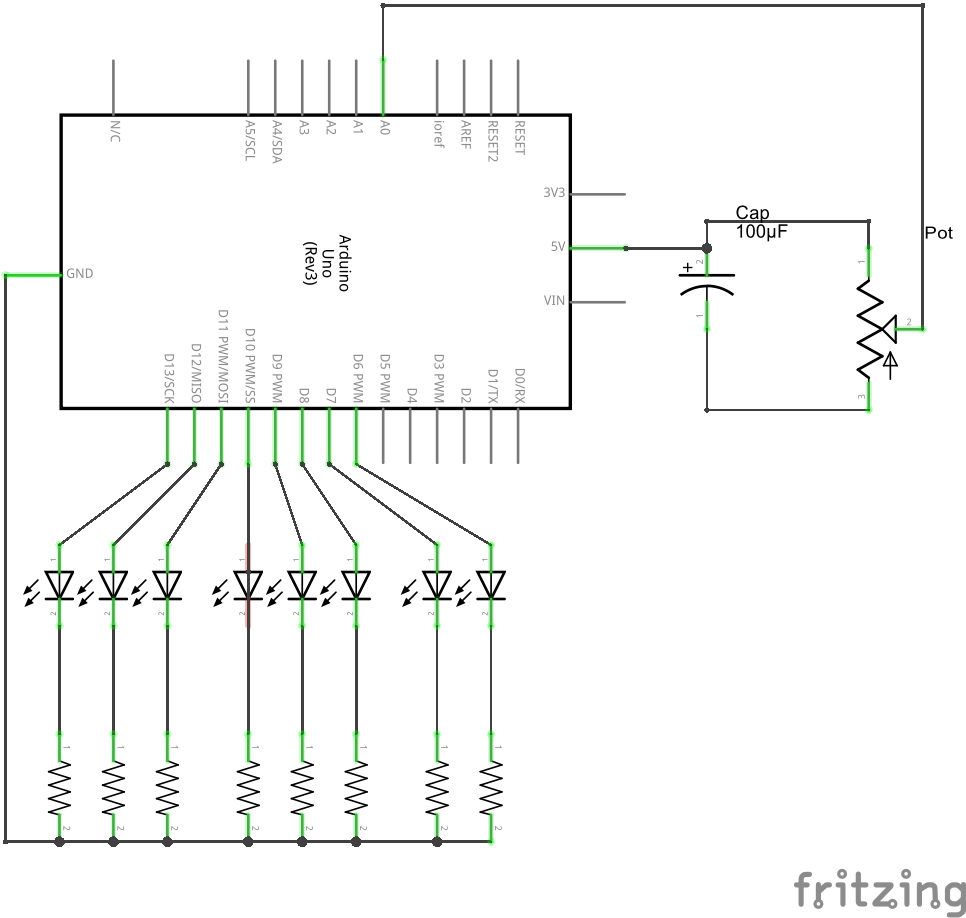 N/C
A5/SCL
A4/SDA
A3
A2
A1
A0
ioref
AREF
RESET2
RESET
3V3
5V
VIN
GND
Arduino
Uno
(Rev3)
D13/SCK
D12/MISO
D11 PWM/MOSI
D10 PWM/SS
D9 PWM
D8
D7
D6 PWM
D5 PWM
D4
D3 PWM
D2
D1/TX
D0/RX
Cap
100µF
+
2
1
Pot
1
2
3
1
1
1
1
1
1
1
1
2
2
2
2
2
2
2
2
1
1
1
1
1
1
1
1
2
2
2
2
2
2
2
2
fritzing